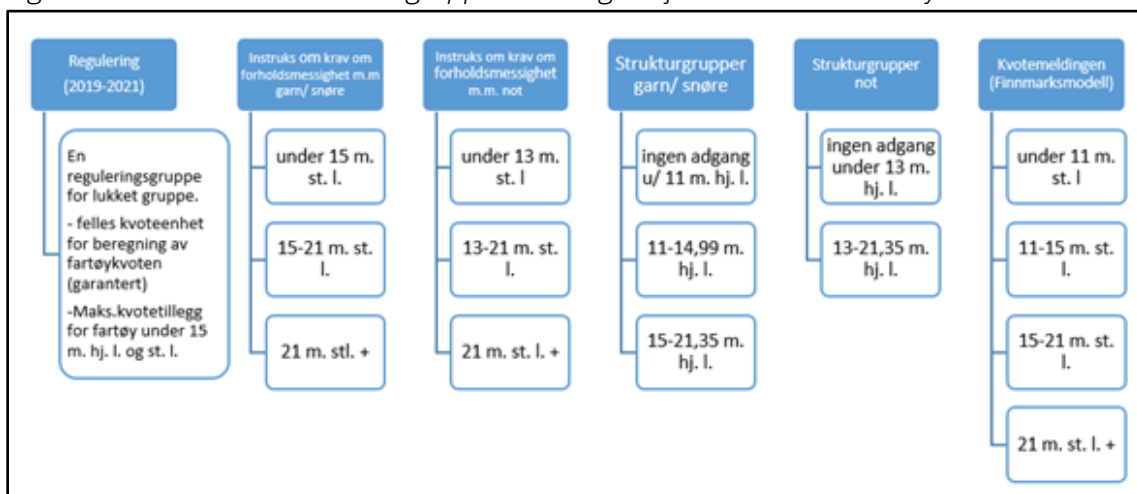 Regulering
(2019-2021)
En
reguleringsgruppe
for lukket gruppe.
- felles kvoteenhet
for beregning av
fartøykvoten
(garantert)
-Maks.kvotetillegg
for fartøy under 15
m. hj. l. og st. l.
Instruks om krav om
forholdsmessighet m.m
garn/ snøre
under 15 m.
st. l.
15-21 m. st.
l.
21 m. stl. +
Instruks om krav om
forholdsmessighet
m.m. not
under 13 m.
st. l
13-21 m. st.
l.
21 m. st. l. +
Strukturgrupper
garn/ snøre
ingen adgang
u/ 11 m. hj. l.
11-14,99 m.
hj. l.
15-21,35 m.
hj. l.
Strukturgrupper
not
ingen adgang
under 13 m.
hj. l.
13-21,35 m.
hj. l.
Kvotemeldingen
(Finnmarksmodell)
under 11 m.
st. l
11-15 m. st.
l.
15-21 m. st.
l.
21 m. st. l. +